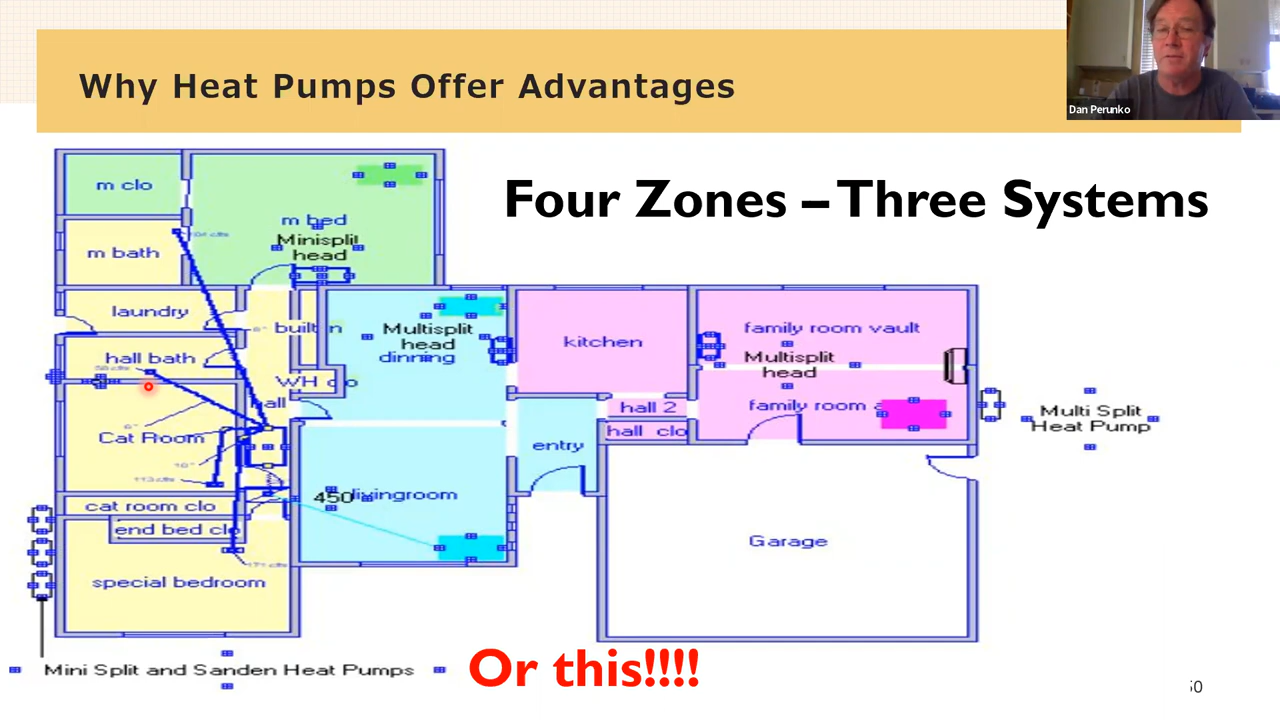 Why Heat Pumps Offer Advantages
Dan Perunko
Four Zones – Three Systems
m clo
m bed
Minisplit
head
m bath
laundry
built
hall bath
WH clo
Cat Room
cat room clo
end bed clo
special bedroom
Multisplit
head
dinning
kitchen
family room vault
Multisplit
head
family room a
hall 2
hall clo
entry
450
livingroom
Garage
Multi Split
Heat Pump
Mini Split and Sanden Heat Pumps
Or this!!!!